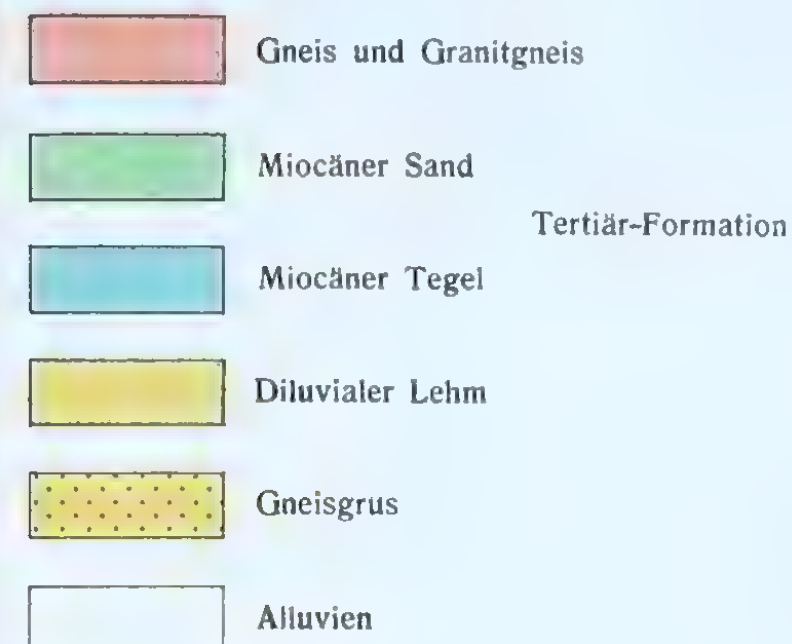 Gneis und Granitgneis
Miocäner Sand
Tertiär-Formation
Miocäner Tegel
Diluvialer Lehm
Gneisgrus
Alluvien